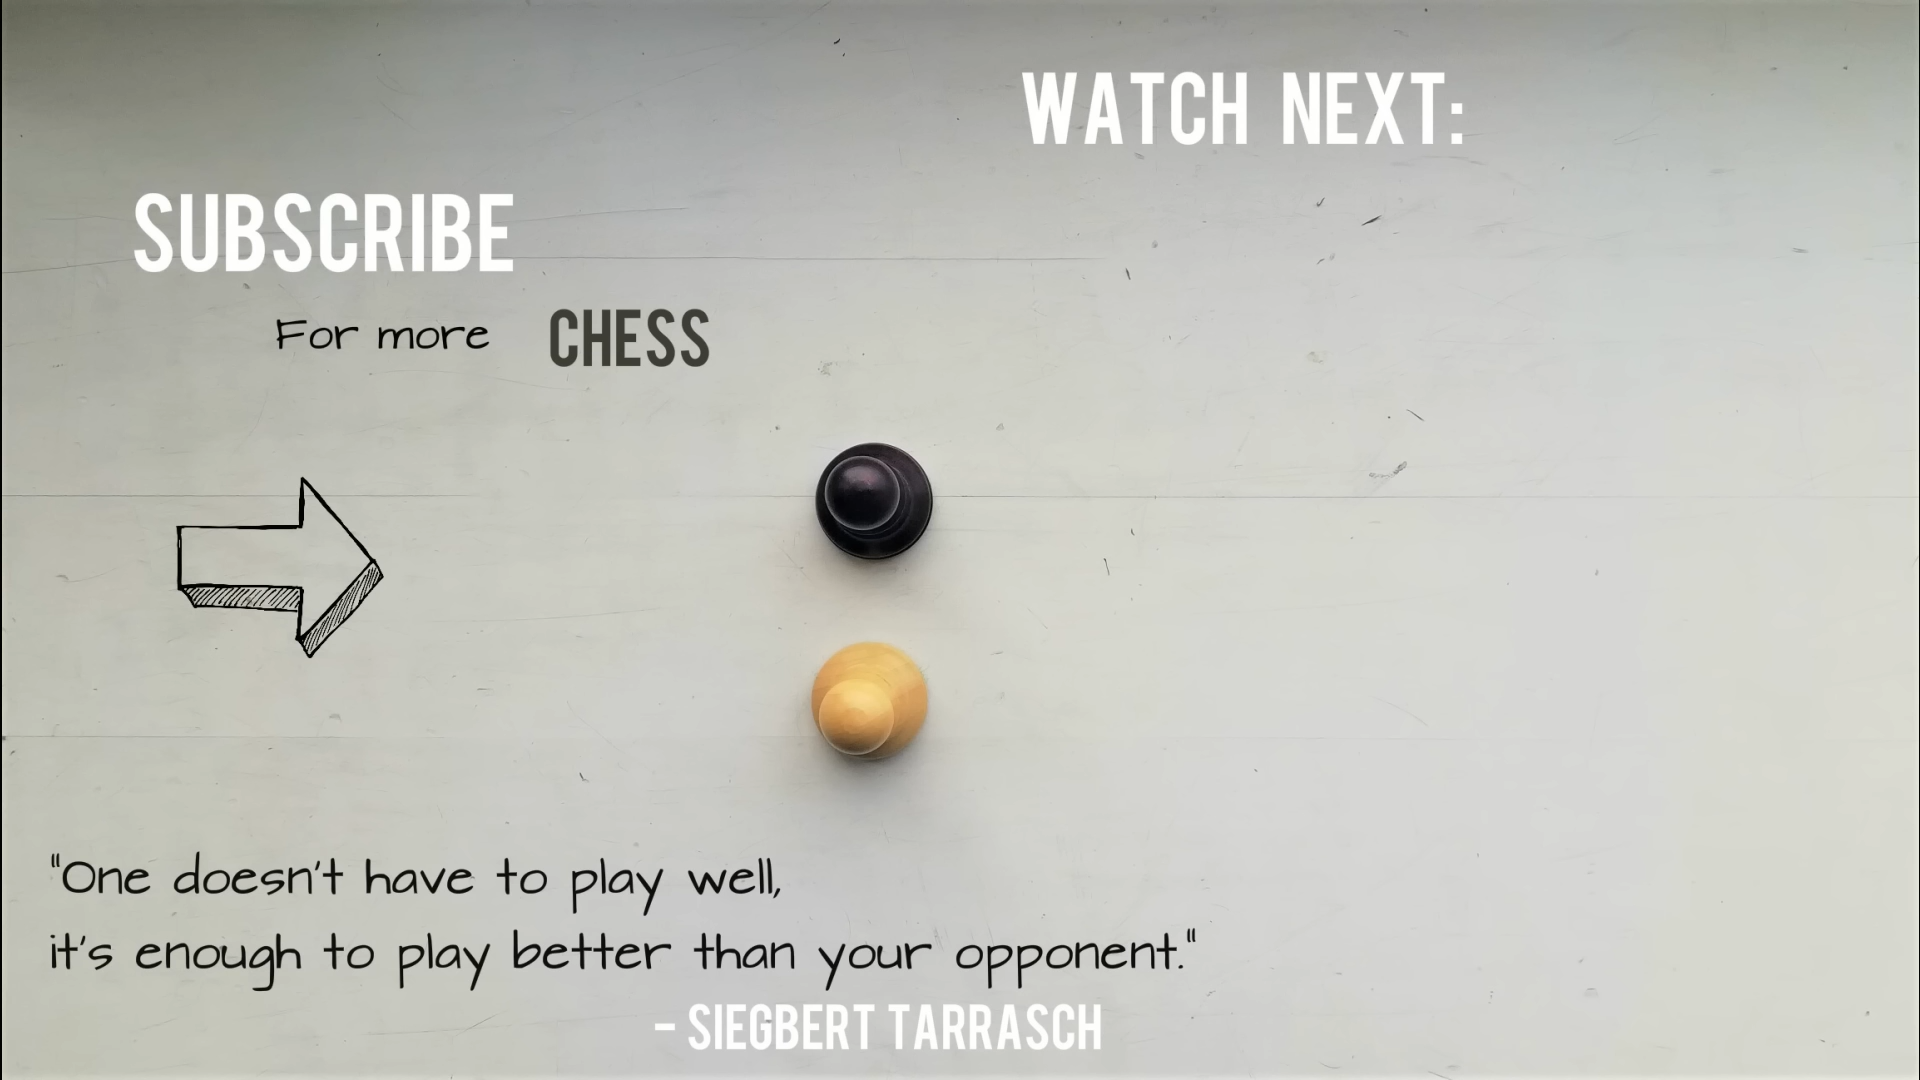 WATCH NEXT:
SUBSCRIBE
For more CHESS
"One doesn't have to play well,
it's enough to play better than your opponent."
- SIEGBERT TARRASCH